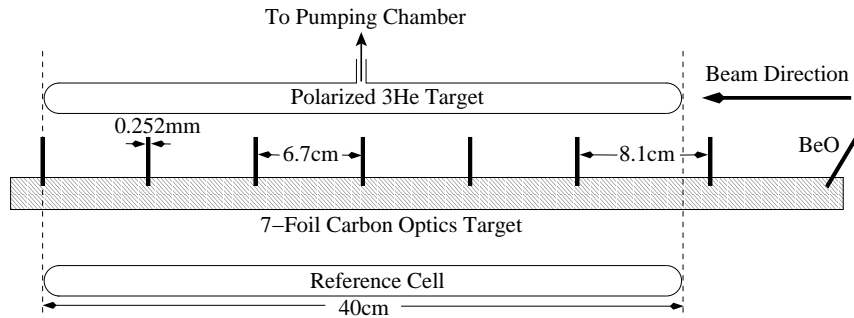 To Pumping Chamber
Beam Direction
Polarized 3He Target
0.252mm
6.7cm
8.1cm
BeO
7−Foil Carbon Optics Target
Reference Cell
40cm